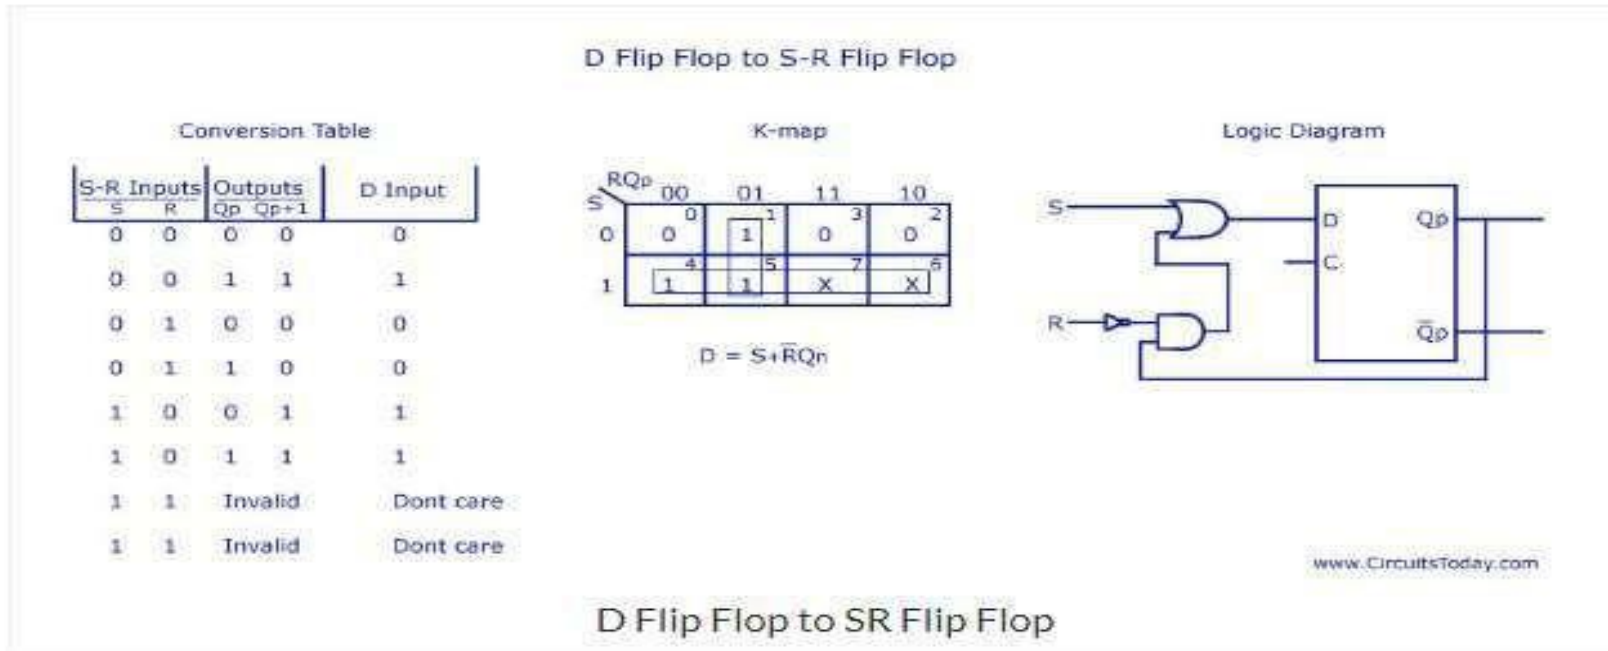 D Flip Flop to S-R Flip Flop
Conversion Table
S-R Inputs Outputs D Input
S R Qp Qp+1
0 0 0 0 0
0 0 1 1 1
0 1 0 0 0
0 1 1 0 0
1 0 0 1 1
1 0 1 1 1
1 1 Invalid Dont care
1 1 Invalid Dont care
K-map
RQp 00 01 11 10
S
0 1 3 2
0 0 1 0 0
4 5 7 6
1 1 1 X X
D = S+R̅Qn
Logic Diagram
S D Qp
C
R Q̅p
www.CircuitsToday.com
D Flip Flop to SR Flip Flop